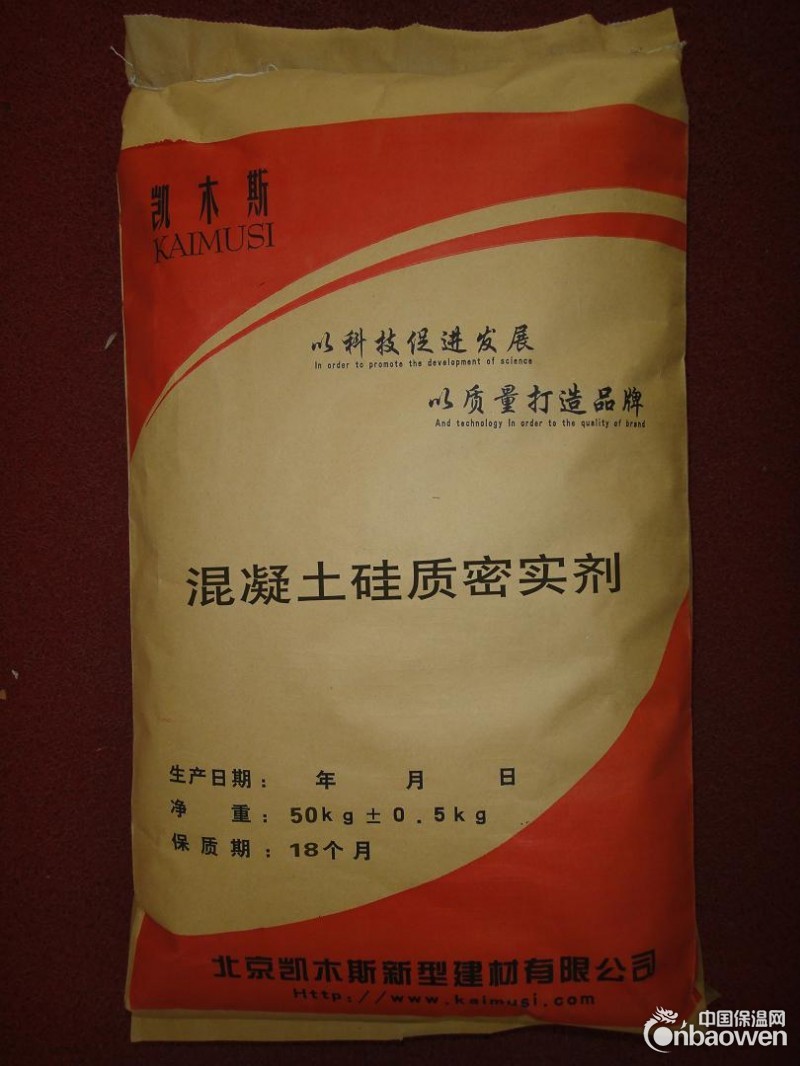 凯木斯
KAIMUSI
以科技促进发展
In order to promote the development of science
以质量打造品牌
And technology In order to the quality of brand
混凝土硅质密实剂
生产日期： 年 月 日
净 重：50kg±0.5kg
保质期：18个月
北京凯木斯新型建材有限公司
Http://www.kaimusi.com
中国保温网
Cnbaowen